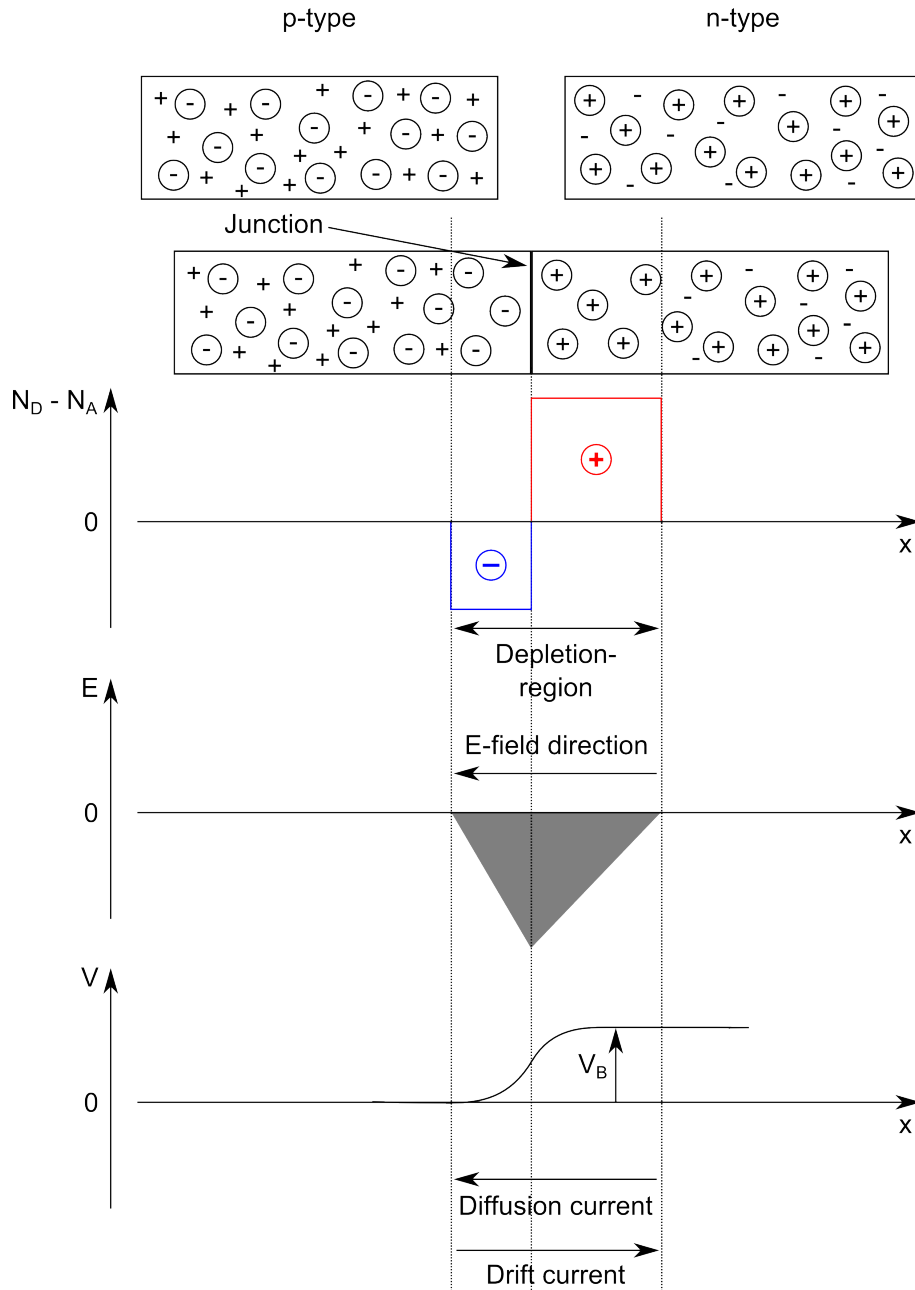 p-type
n-type
Junction
N_D - N_A
0
x
Depletion-
region
E
E-field direction
0
x
V
V_B
0
x
Diffusion current
Drift current